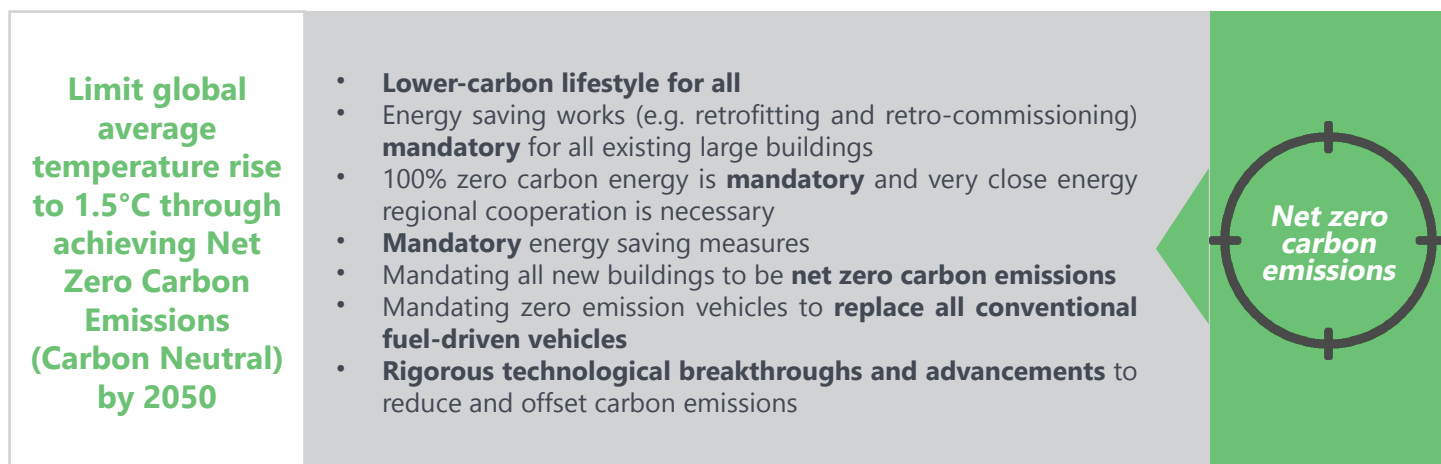 Limit global
average
temperature rise
to 1.5°C through
achieving Net
Zero Carbon
Emissions
(Carbon Neutral)
by 2050
• Lower-carbon lifestyle for all
• Energy saving works (e.g. retrofitting and retro-commissioning)
mandatory for all existing large buildings
• 100% zero carbon energy is mandatory and very close energy
regional cooperation is necessary
• Mandatory energy saving measures
• Mandating all new buildings to be net zero carbon emissions
• Mandating zero emission vehicles to replace all conventional
fuel-driven vehicles
• Rigorous technological breakthroughs and advancements to
reduce and offset carbon emissions
Net zero
carbon
emissions